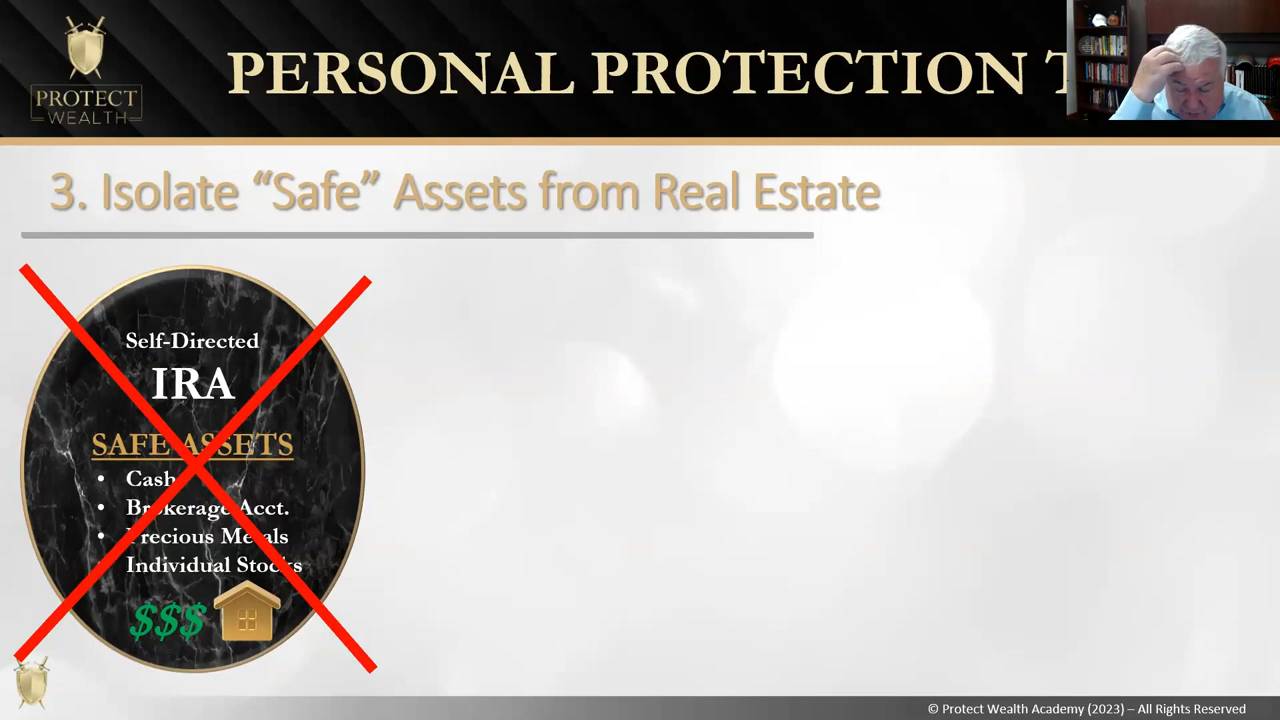 PROTECT
WEALTH
PERSONAL PROTECTION T
3. Isolate “Safe” Assets from Real Estate
Self-Directed
IRA
SAFE ASSETS
• Cash
• Brokerage Acct.
• Precious Metals
• Individual Stocks
$$$
© Protect Wealth Academy (2023) – All Rights Reserved